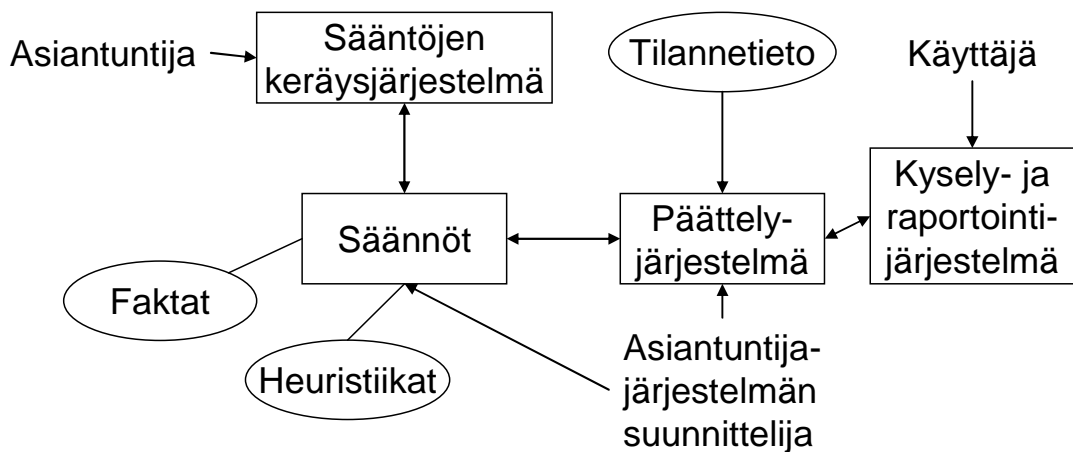 Asiantuntija
Sääntöjen
keräysjärjestelmä
Tilannetieto
Käyttäjä
Säännöt
Päättely-
järjestelmä
Kysely- ja
raportointi-
järjestelmä
Faktat
Heuristiikat
Asiantuntija-
järjestelmän
suunnittelija